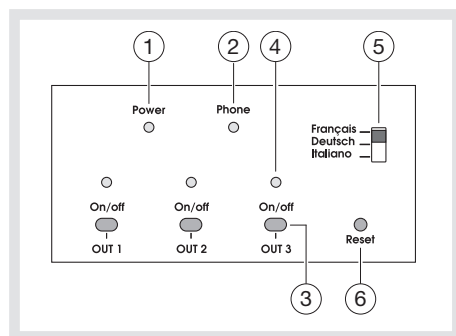 1 2 4 5
Power Phone
Français
Deutsch
Italiano
On/off On/off On/off
OUT 1 OUT 2 OUT 3 Reset
3 6